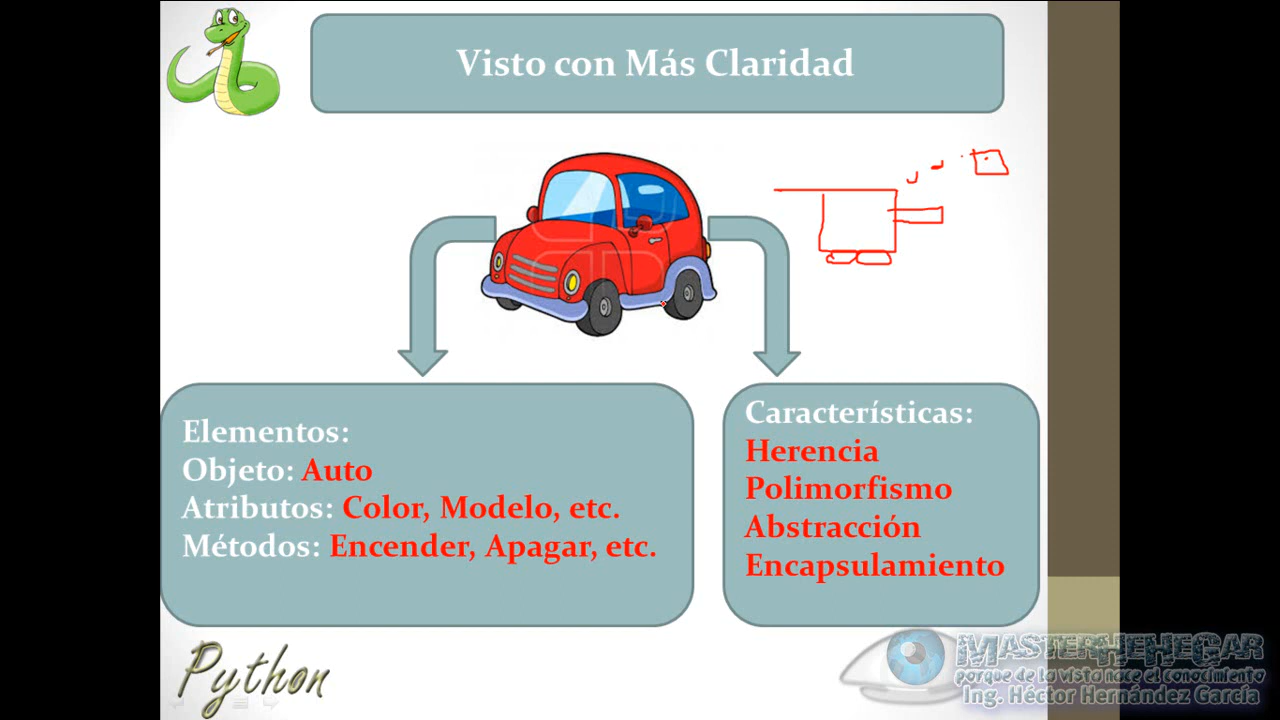 Visto con Más Claridad
Elementos:
Objeto: Auto
Atributos: Color, Modelo, etc.
Métodos: Encender, Apagar, etc.
Características:
Herencia
Polimorfismo
Abstracción
Encapsulamiento
Python
MASTERHEHEGAR
porque de la vista nace el conocimiento
Ing. Héctor Hernández García